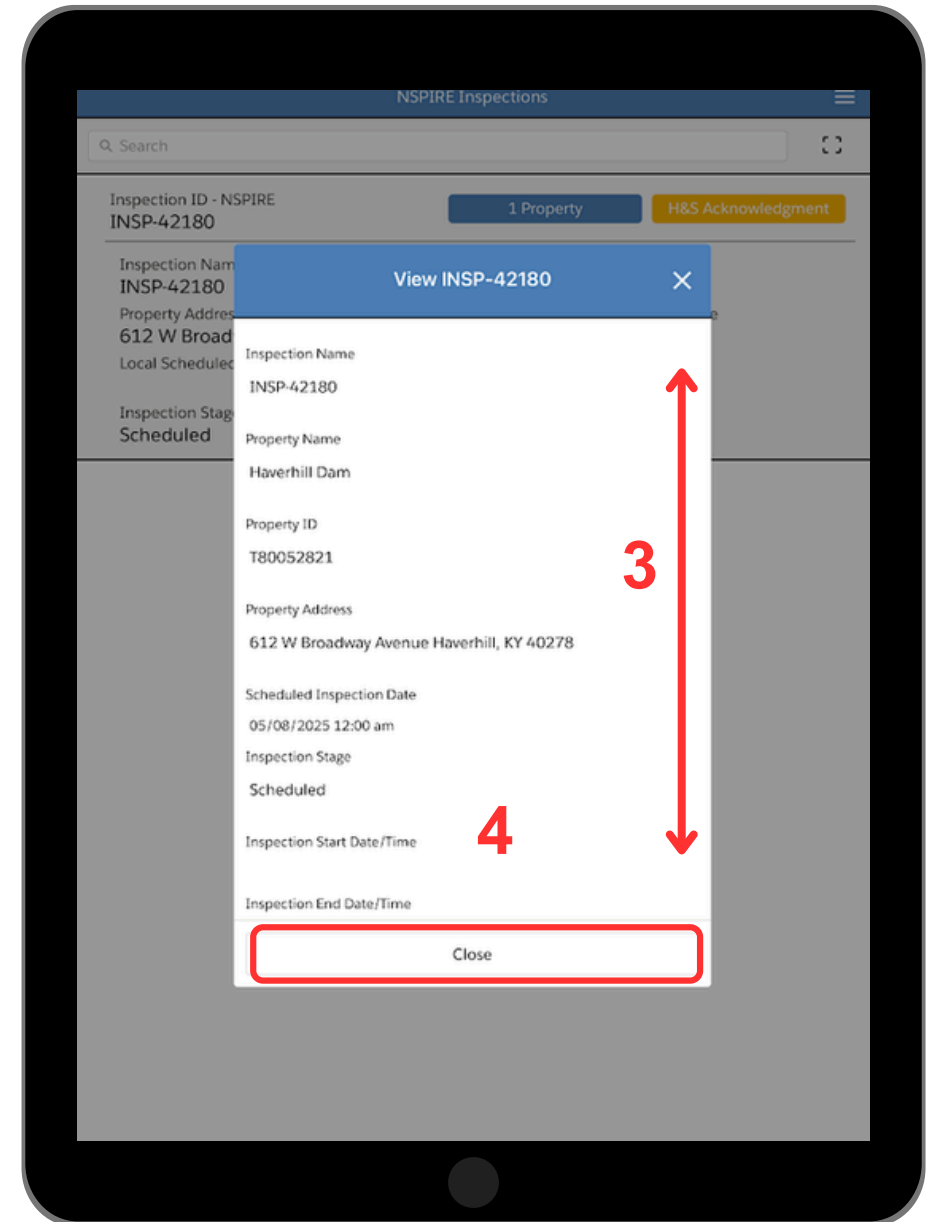 NSPIRE Inspections
Search
Inspection ID - NSPIRE
INSP-42180
1 Property
H&S Acknowledgment
Inspection Nam
INSP-42180
Property Addres
e
612 W Broad
Local Scheduled
Inspection Stag
Scheduled
View INSP-42180
Inspection Name
INSP-42180
Property Name
Haverhill Dam
Property ID
T80052821
3
Property Address
612 W Broadway Avenue Haverhill, KY 40278
Scheduled Inspection Date
05/08/2025 12:00 am
Inspection Stage
Scheduled
4
Inspection Start Date/Time
Inspection End Date/Time
Close